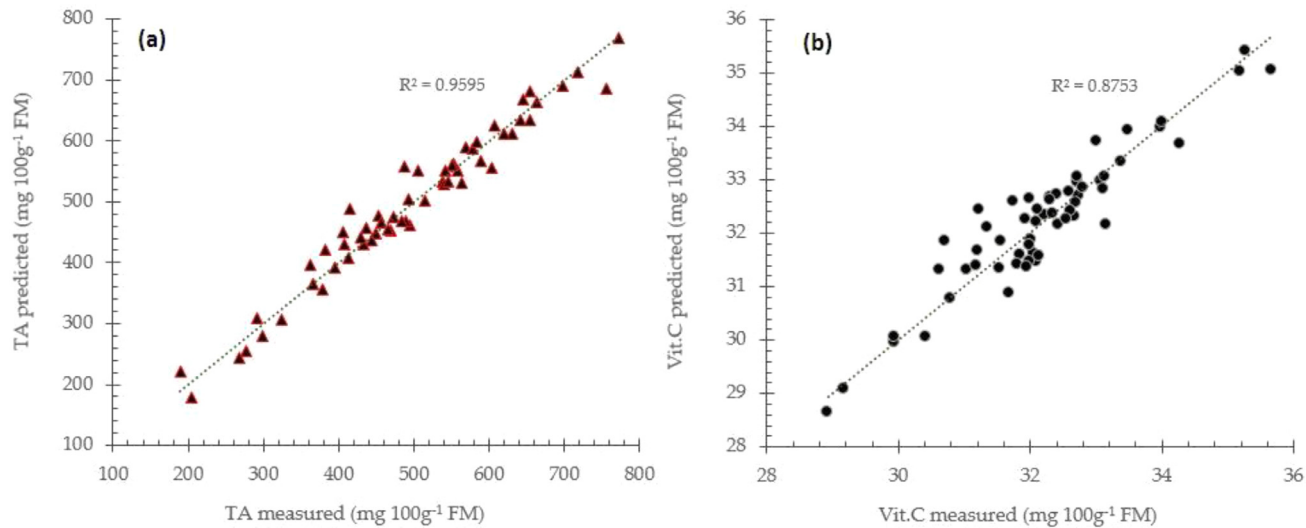 (a)
R² = 0.9595
800
700
600
500
400
300
200
100
TA predicted (mg 100g⁻¹ FM)
100 200 300 400 500 600 700 800
TA measured (mg 100g⁻¹ FM)
(b)
R² = 0.8753
36
35
34
33
32
31
30
29
28
Vit.C predicted (mg 100g⁻¹ FM)
28 30 32 34 36
Vit.C measured (mg 100g⁻¹ FM)